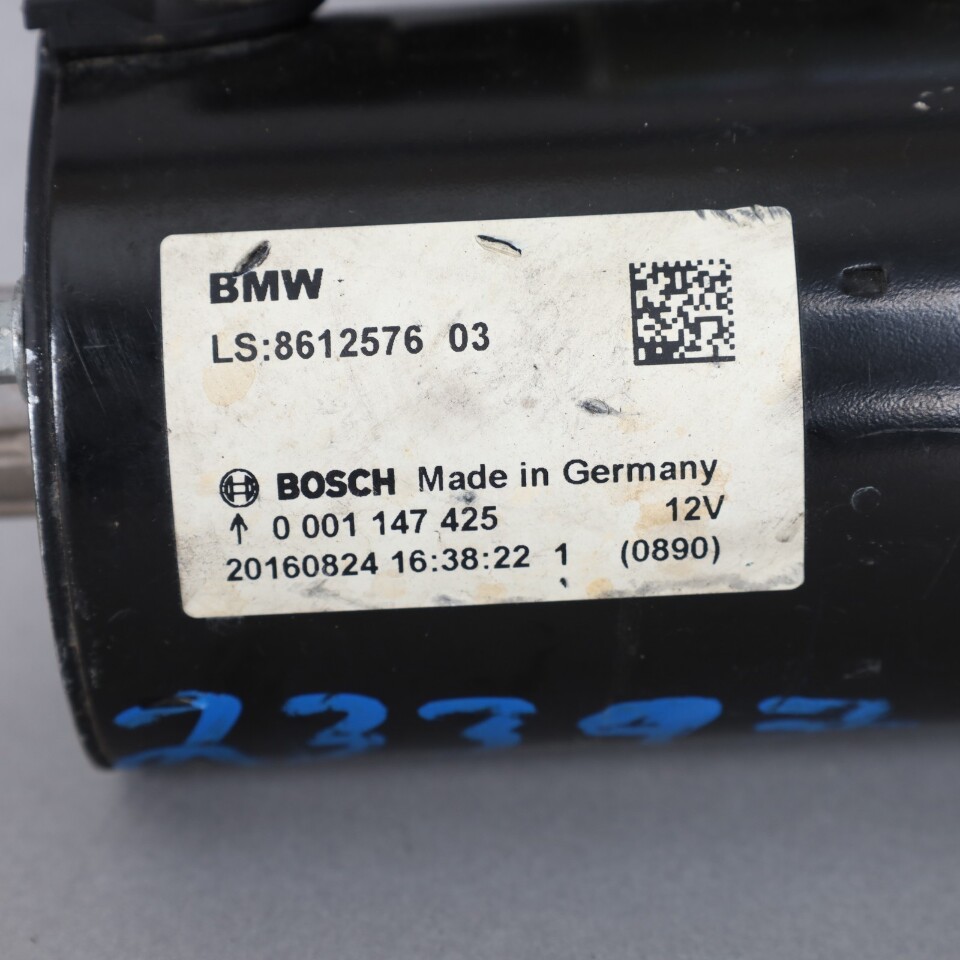 BMW
LS:8612576 03
BOSCH Made in Germany
↑ 0 001 147 425 12V
20160824 16:38:22 1 (0890)